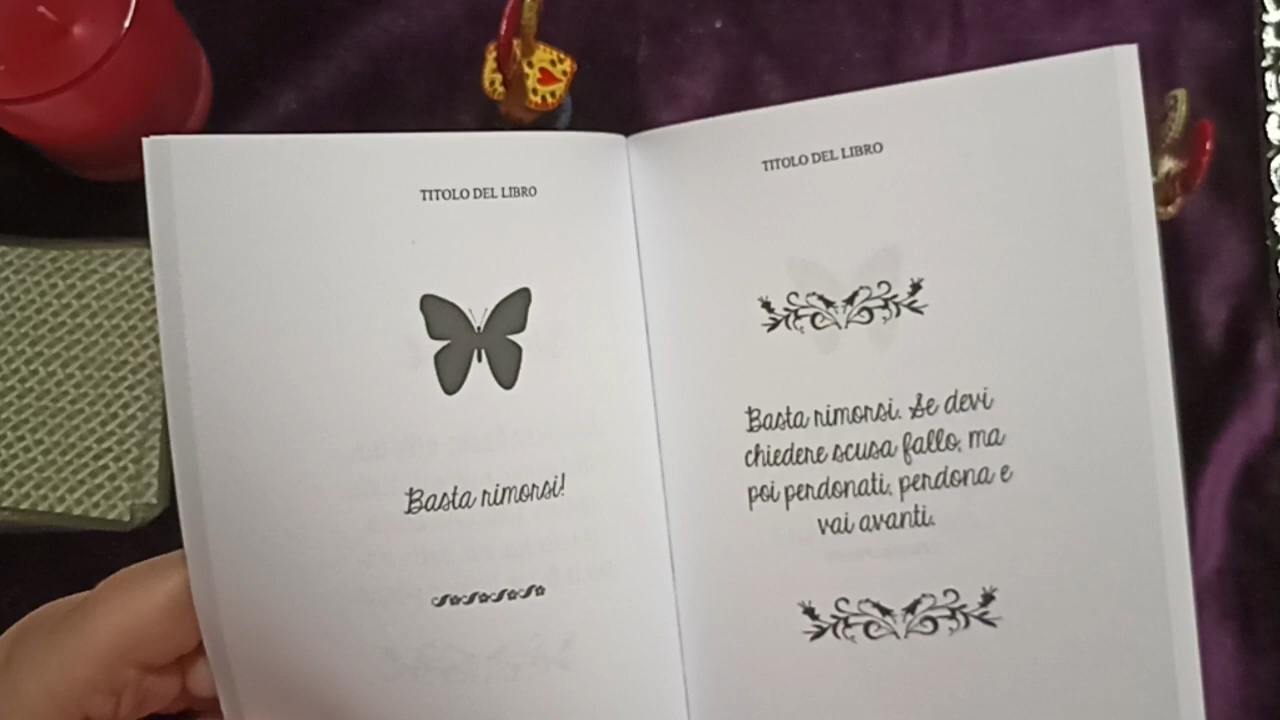 TITOLO DEL LIBRO
Basta rimorsi!
TITOLO DEL LIBRO
Basta rimorsi. Se devi
chiedere scusa fallo, ma
poi perdonati, perdona e
vai avanti.